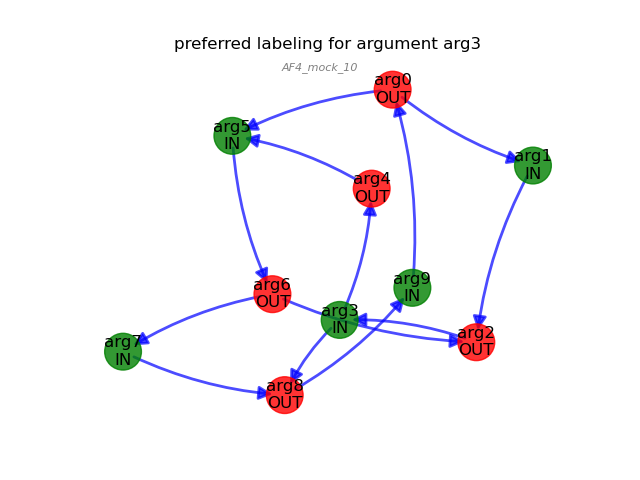 preferred labeling for argument arg3
AF4_mock_10
arg0
OUT
arg5
IN
arg1
IN
arg4
OUT
arg6
OUT
arg9
IN
arg3
IN
arg2
OUT
arg7
IN
arg8
OUT